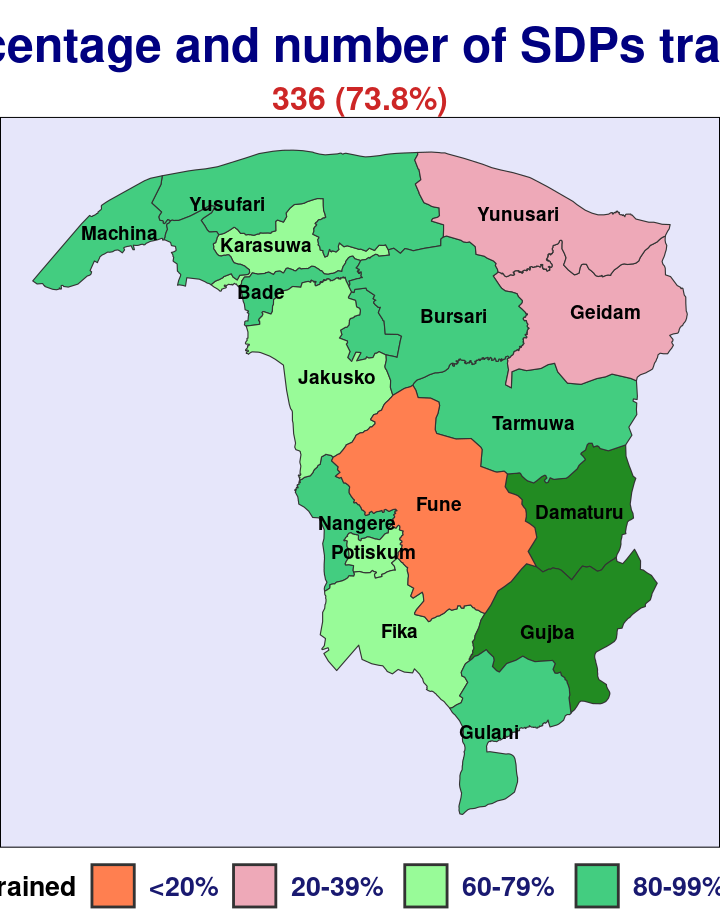 centage and number of SDPs tra
336 (73.8%)
Yusufari
Yunusari
Machina
Karasuwa
Bade
Geidam
Bursari
Jakusko
Tarmuwa
Fune
Damaturu
Nangere
Potiskum
Fika
Gujba
Gulani
rained <20% 20-39% 60-79% 80-99%